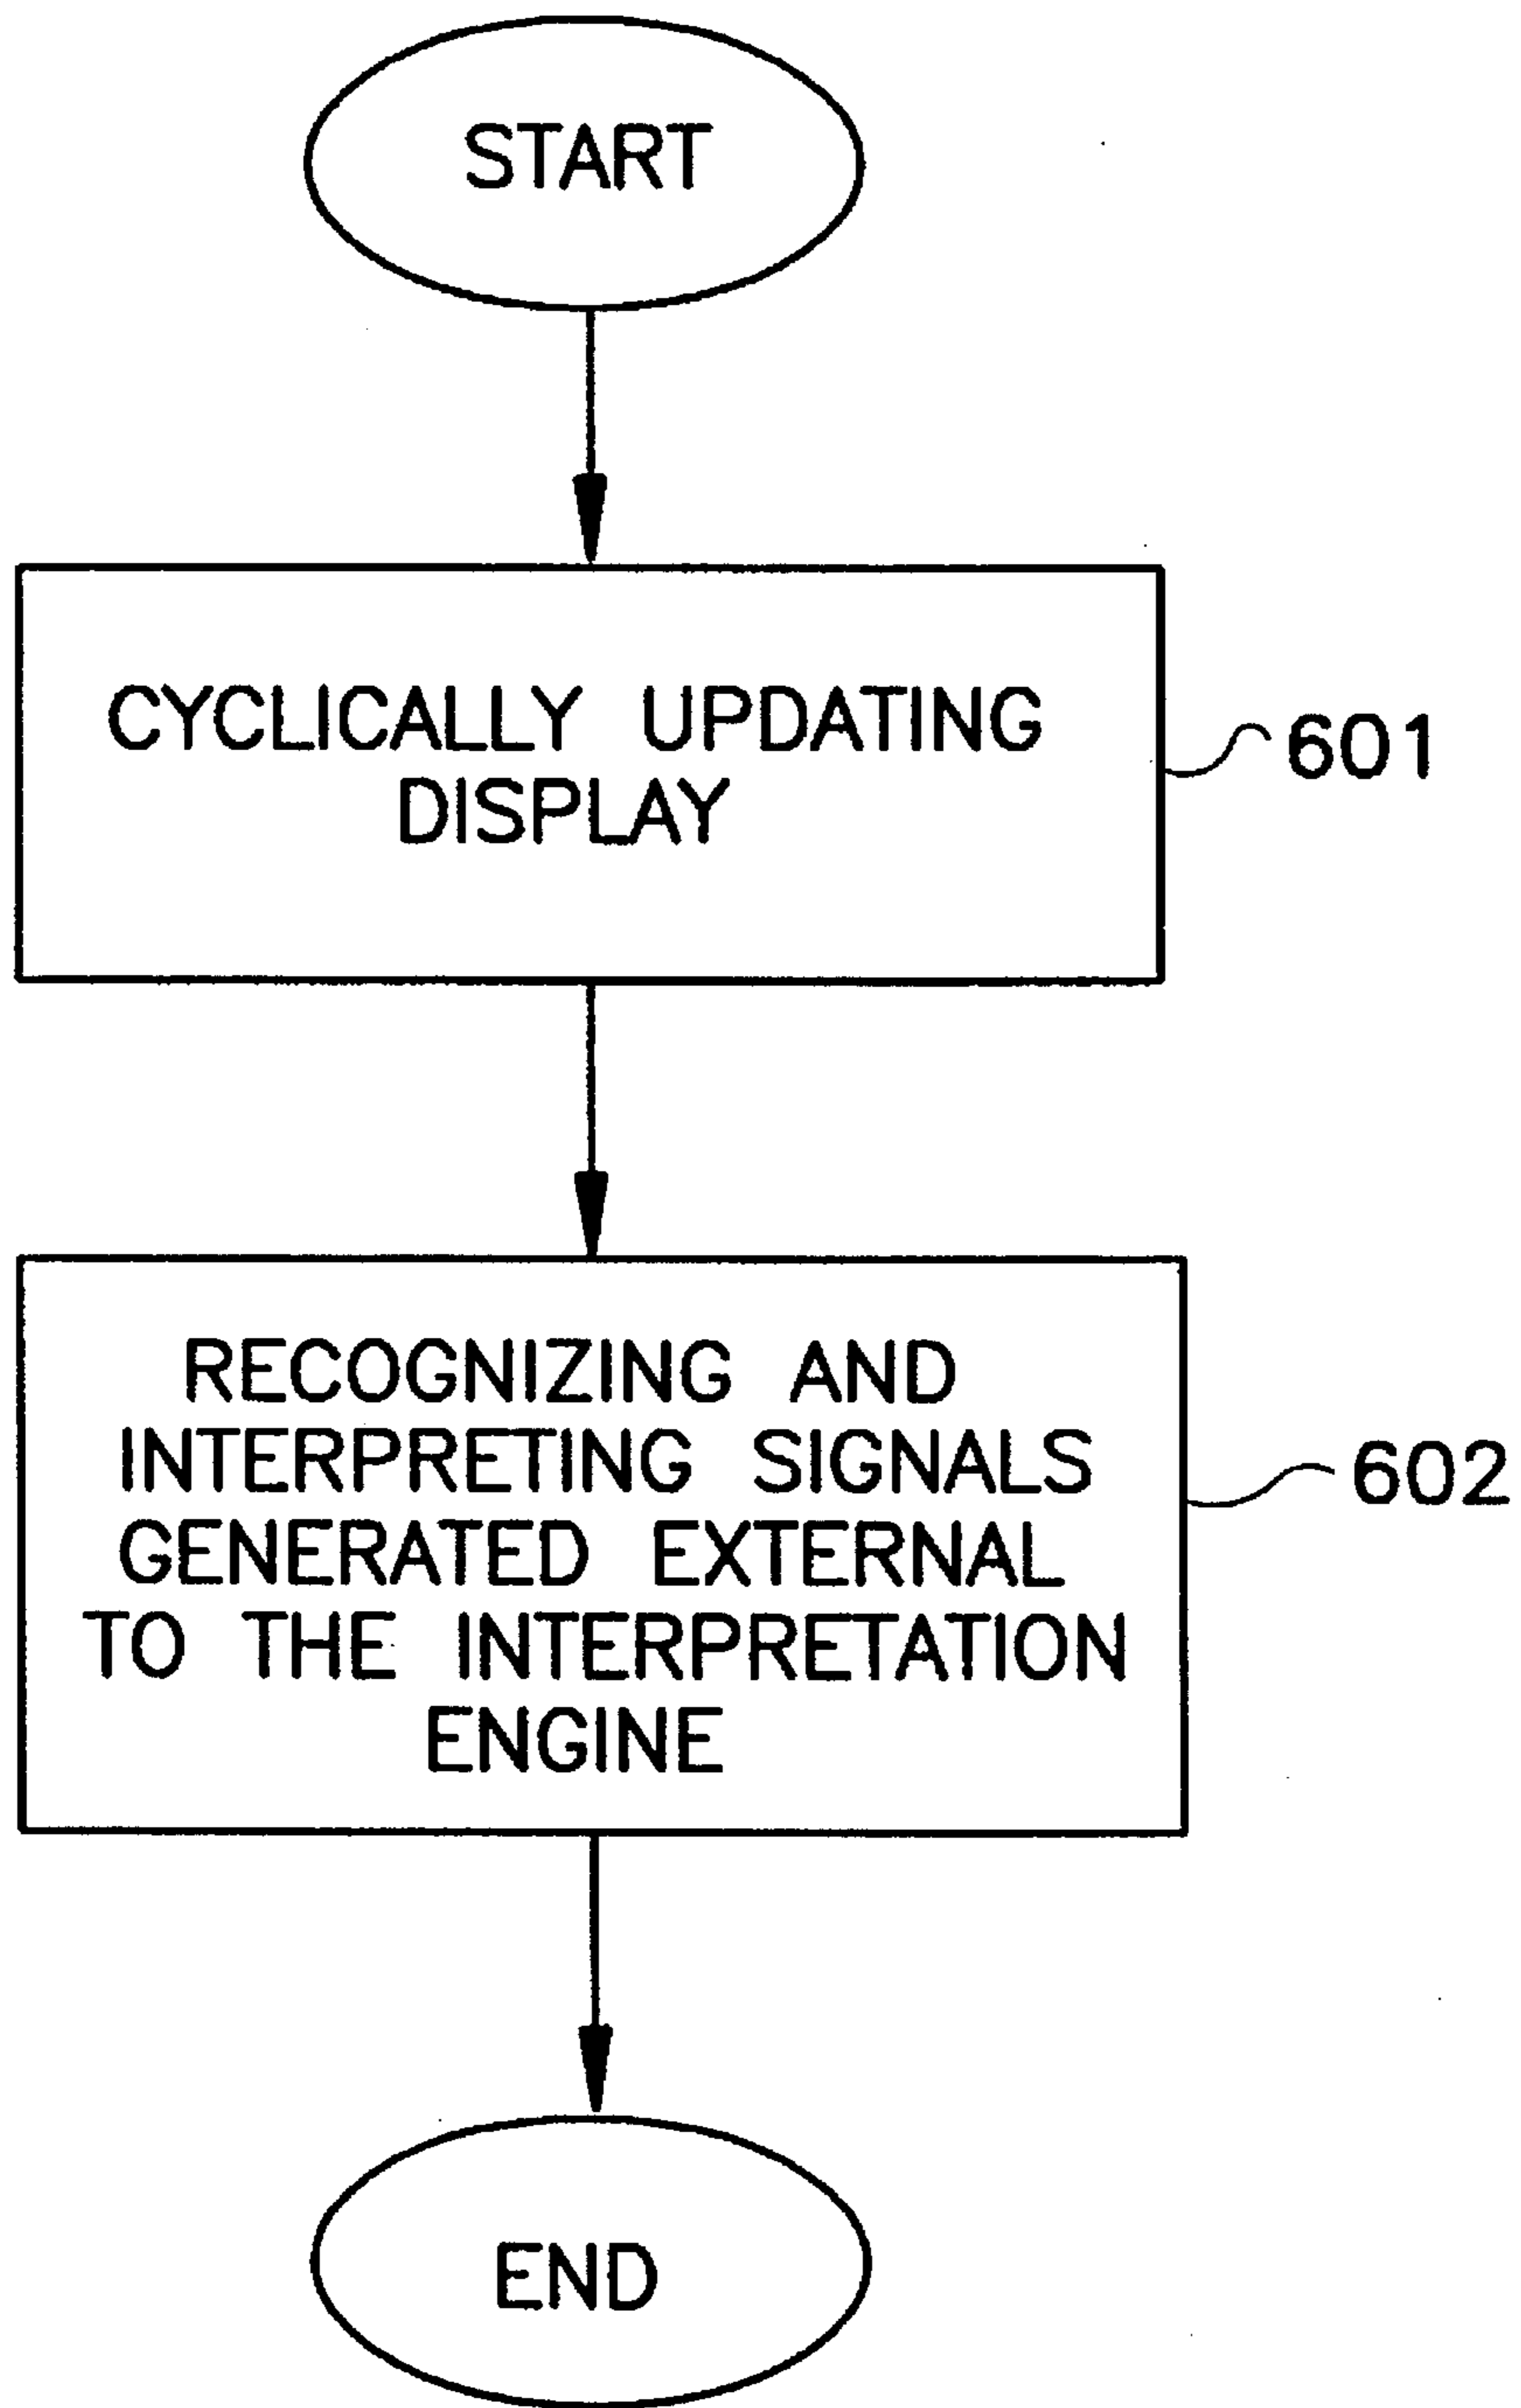 START
CYCLICALLY UPDATING
DISPLAY
601
RECOGNIZING AND
INTERPRETING SIGNALS
GENERATED EXTERNAL
TO THE INTERPRETATION
ENGINE
602
END